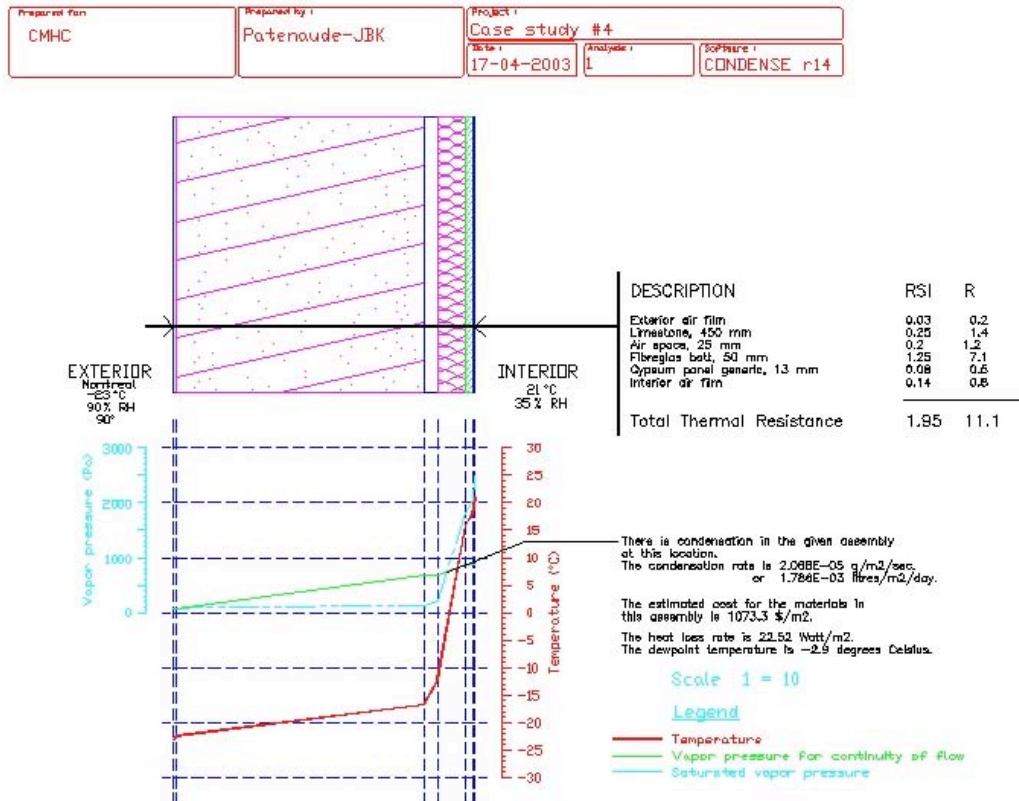 Prepared for:
CMHC
Prepared by :
Patenaude-JBK
Project :
Case study #4
Date :
17-04-2003
Analysis :
1
Software :
CONDENSE r14
EXTERIOR
Montreal
-23°C
90% RH
90°
INTERIOR
21°C
35% RH
DESCRIPTION RSI R
Exterior air film 0.03 0.2
Limestone, 450 mm 0.25 1.4
Air space, 25 mm 0.2 1.2
Fibreglas batt, 50 mm 1.25 7.1
Gypsum panel generic, 13 mm 0.08 0.5
Interior air film 0.14 0.8
Total Thermal Resistance 1.95 11.1
Vapor pressure (Pa)
3000
2000
1000
0
30
25
20
15
10
5
0
-5
-10
-15
-20
-25
-30
Temperature (°C)
There is condensation in the given assembly
at this location.
The condensation rate is 2.068E-05 g/m2/sec.
or 1.786E-03 litres/m2/day.
The estimated cost for the materials in
this assembly is 1073.3 $/m2.
The heat loss rate is 22.52 Watt/m2.
The dewpoint temperature is -2.9 degrees Celsius.
Scale 1 = 10
Legend
Temperature
Vapor pressure for continuity of flow
Saturated vapor pressure